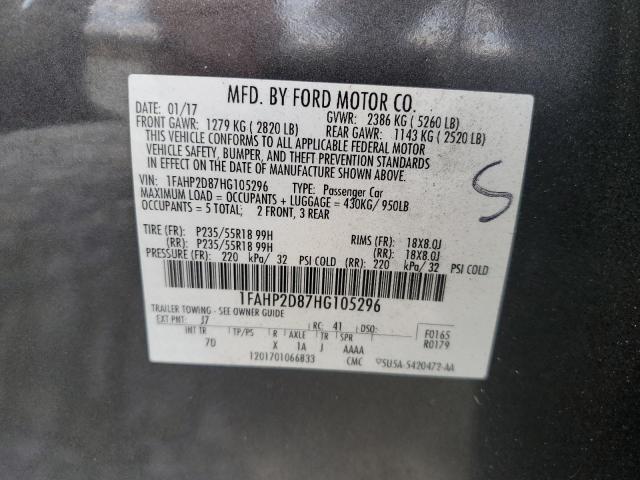 MFD. BY FORD MOTOR CO.
DATE: 01/17 GVWR: 2386 KG ( 5260 LB)
FRONT GAWR: 1279 KG ( 2820 LB) REAR GAWR: 1143 KG ( 2520 LB)
THIS VEHICLE CONFORMS TO ALL APPLICABLE FEDERAL MOTOR
VEHICLE SAFETY, BUMPER, AND THEFT PREVENTION STANDARDS
IN EFFECT ON THE DATE OF MANUFACTURE SHOWN ABOVE.
VIN: 1FAHP2D87HG105296 TYPE: Passenger Car
MAXIMUM LOAD = OCCUPANTS + LUGGAGE = 430KG/ 950LB
OCCUPANTS = 5 TOTAL; 2 FRONT, 3 REAR
S
TIRE (FR): P235/55R18 99H RIMS (FR): 18X8.0J
(RR): P235/55R18 99H (RR): 18X8.0J
PRESSURE (FR): 220 kPa/ 32 PSI COLD (RR): 220 kPa/ 32 PSI COLD
1FAHP2D87HG105296
TRAILER TOWING - SEE OWNER GUIDE
EXT PNT: J7 RC: 41 DSO: F0165
INT TR TP/PS R AXLE TR SPR R0179
7D X 1A J AAAA
1201701066833 CMC 5U5A-5420472-AA